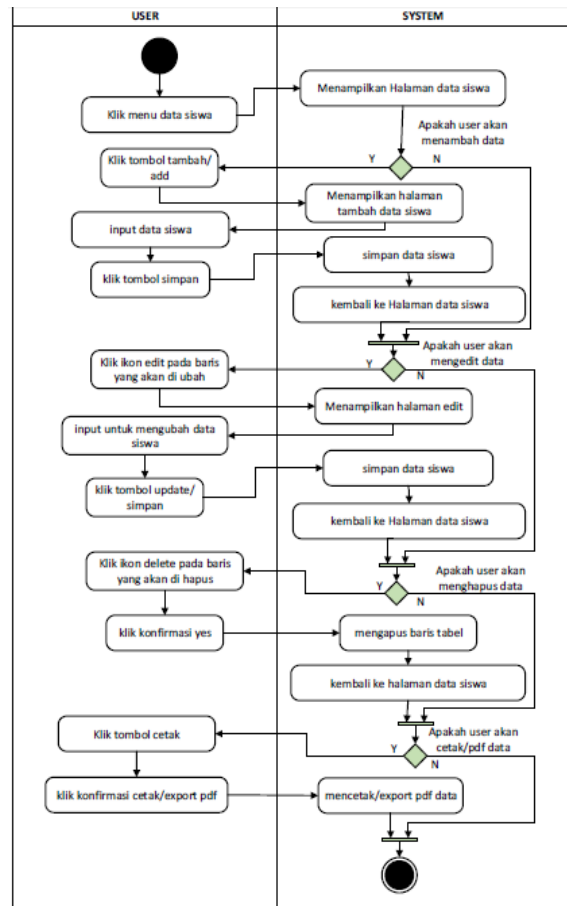 USER
SYSTEM
Klik menu data siswa
Menampilkan Halaman data siswa
Apakah user akan
menambah data
Y
N
Klik tombol tambah/
add
Menampilkan halaman
tambah data siswa
input data siswa
klik tombol simpan
simpan data siswa
kembali ke Halaman data siswa
Apakah user akan
mengedit data
Y
N
Klik ikon edit pada baris
yang akan di ubah
Menampilkan halaman edit
input untuk mengubah data
siswa
klik tombol update/
simpan
simpan data siswa
kembali ke Halaman data siswa
Apakah user akan
menghapus data
Y
N
Klik ikon delete pada baris
yang akan di hapus
klik konfirmasi yes
mengapus baris tabel
kembali ke halaman data siswa
Apakah user akan
cetak/pdf data
Y
N
Klik tombol cetak
klik konfirmasi cetak/export pdf
mencetak/export pdf data